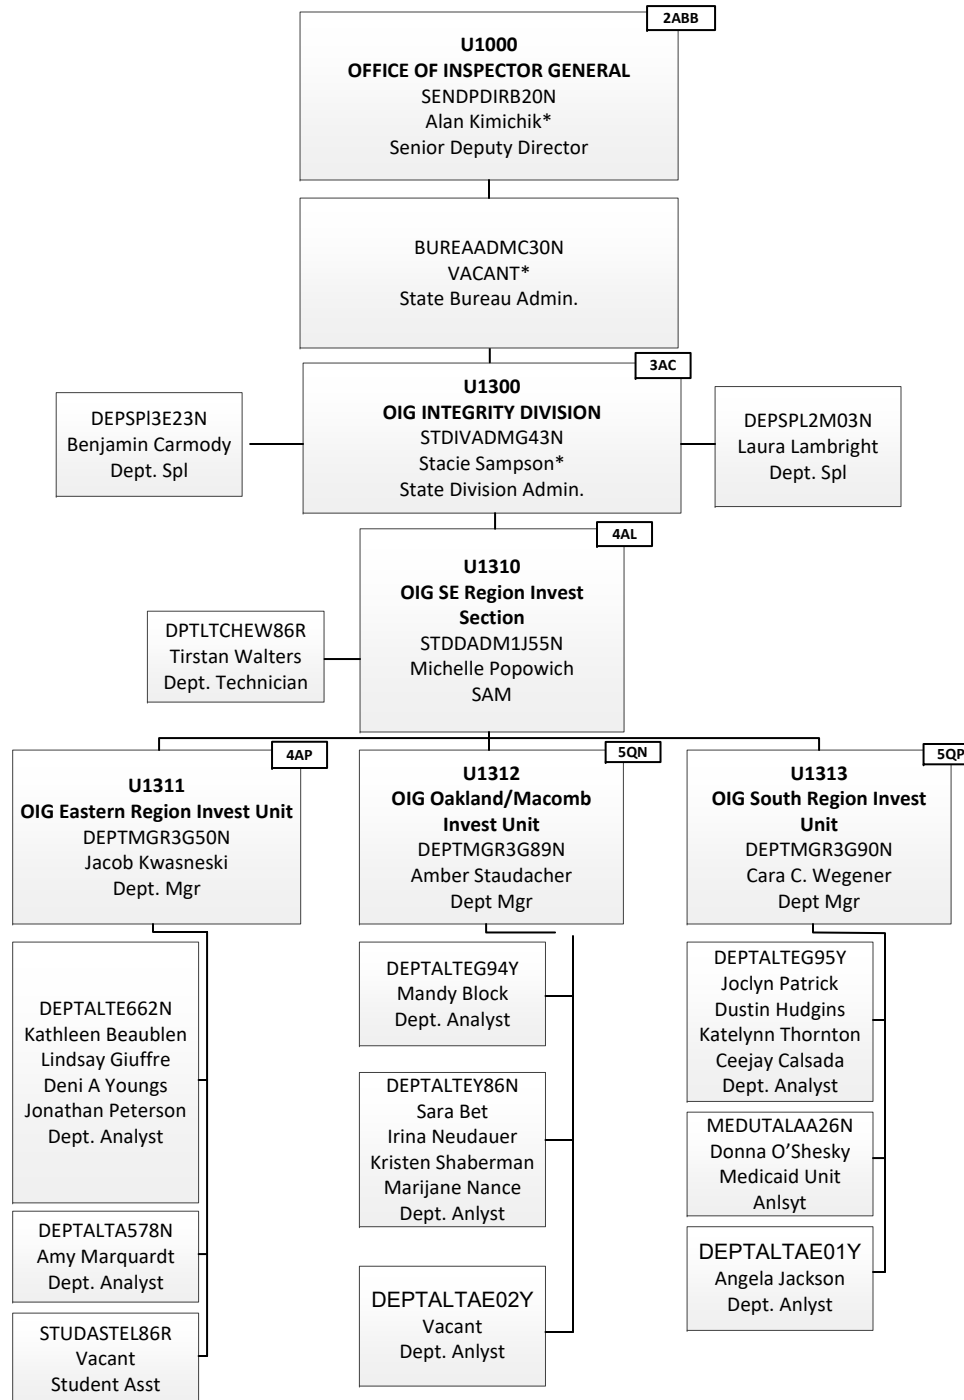 2ABB
U1000
OFFICE OF INSPECTOR GENERAL
SENDPDIRB20N
Alan Kimichik*
Senior Deputy Director
BUREAADMC30N
VACANT*
State Bureau Admin.
3AC
U1300
OIG INTEGRITY DIVISION
STDIVADMG43N
Stacie Sampson*
State Division Admin.
DEPSPl3E23N
Benjamin Carmody
Dept. Spl
DEPSPL2M03N
Laura Lambright
Dept. Spl
4AL
U1310
OIG SE Region Invest
Section
STDDADM1J55N
Michelle Popowich
SAM
DPTLTCHEW86R
Tirstan Walters
Dept. Technician
4AP
U1311
OIG Eastern Region Invest Unit
DEPTMGR3G50N
Jacob Kwasneski
Dept. Mgr
DEPTALTE662N
Kathleen Beaublen
Lindsay Giuffre
Deni A Youngs
Jonathan Peterson
Dept. Analyst
DEPTALTA578N
Amy Marquardt
Dept. Analyst
STUDASTEL86R
Vacant
Student Asst
5QN
U1312
OIG Oakland/Macomb
Invest Unit
DEPTMGR3G89N
Amber Staudacher
Dept Mgr
DEPTALTEG94Y
Mandy Block
Dept. Analyst
DEPTALTEY86N
Sara Bet
Irina Neudauer
Kristen Shaberman
Marijane Nance
Dept. Anlyst
DEPTALTAE02Y
Vacant
Dept. Anlyst
5QP
U1313
OIG South Region Invest
Unit
DEPTMGR3G90N
Cara C. Wegener
Dept Mgr
DEPTALTEG95Y
Joclyn Patrick
Dustin Hudgins
Katelynn Thornton
Ceejay Calsada
Dept. Analyst
MEDUTALAA26N
Donna O’Shesky
Medicaid Unit
Anlsyt
DEPTALTAE01Y
Angela Jackson
Dept. Anlyst